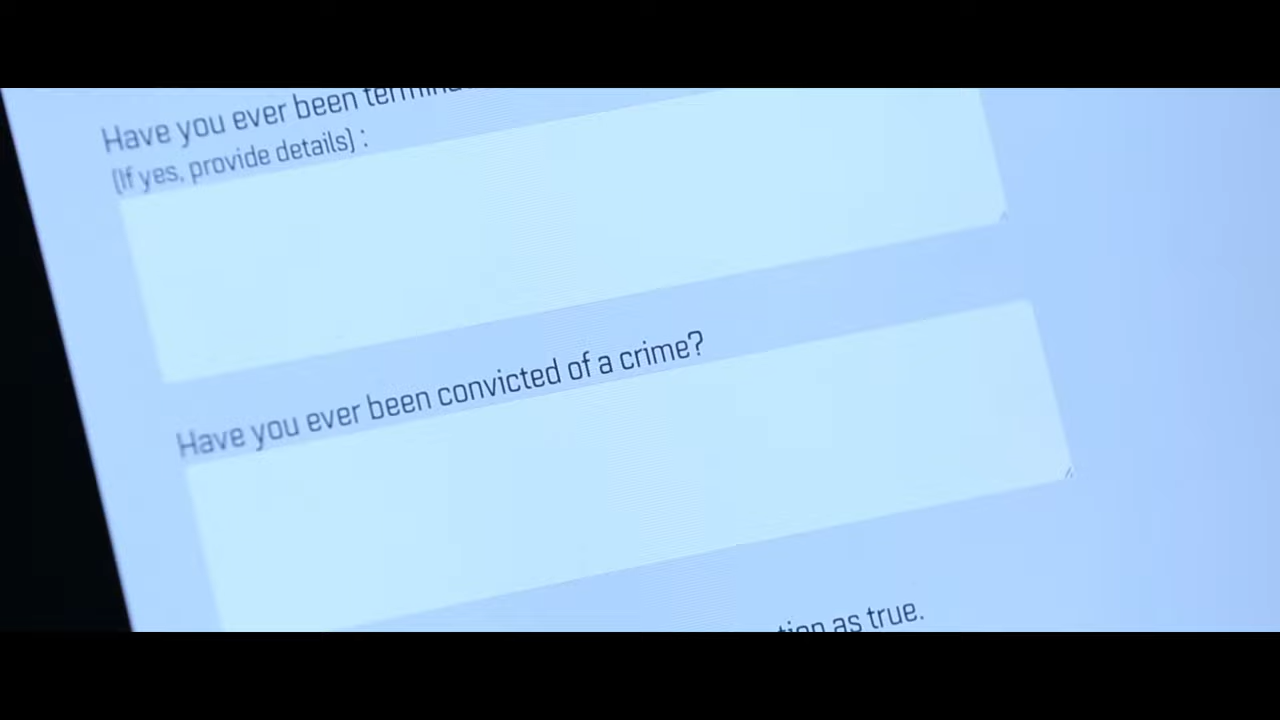 Have you ever been
(If yes, provide details) :
Have you ever been convicted of a crime?
as true.